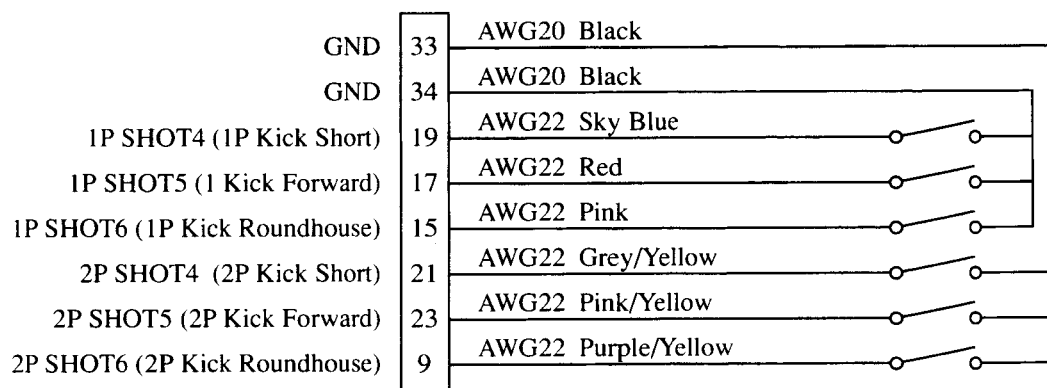 GND 33 AWG20 Black
GND 34 AWG20 Black
1P SHOT4 (1P Kick Short) 19 AWG22 Sky Blue
1P SHOT5 (1 Kick Forward) 17 AWG22 Red
1P SHOT6 (1P Kick Roundhouse) 15 AWG22 Pink
2P SHOT4 (2P Kick Short) 21 AWG22 Grey/Yellow
2P SHOT5 (2P Kick Forward) 23 AWG22 Pink/Yellow
2P SHOT6 (2P Kick Roundhouse) 9 AWG22 Purple/Yellow